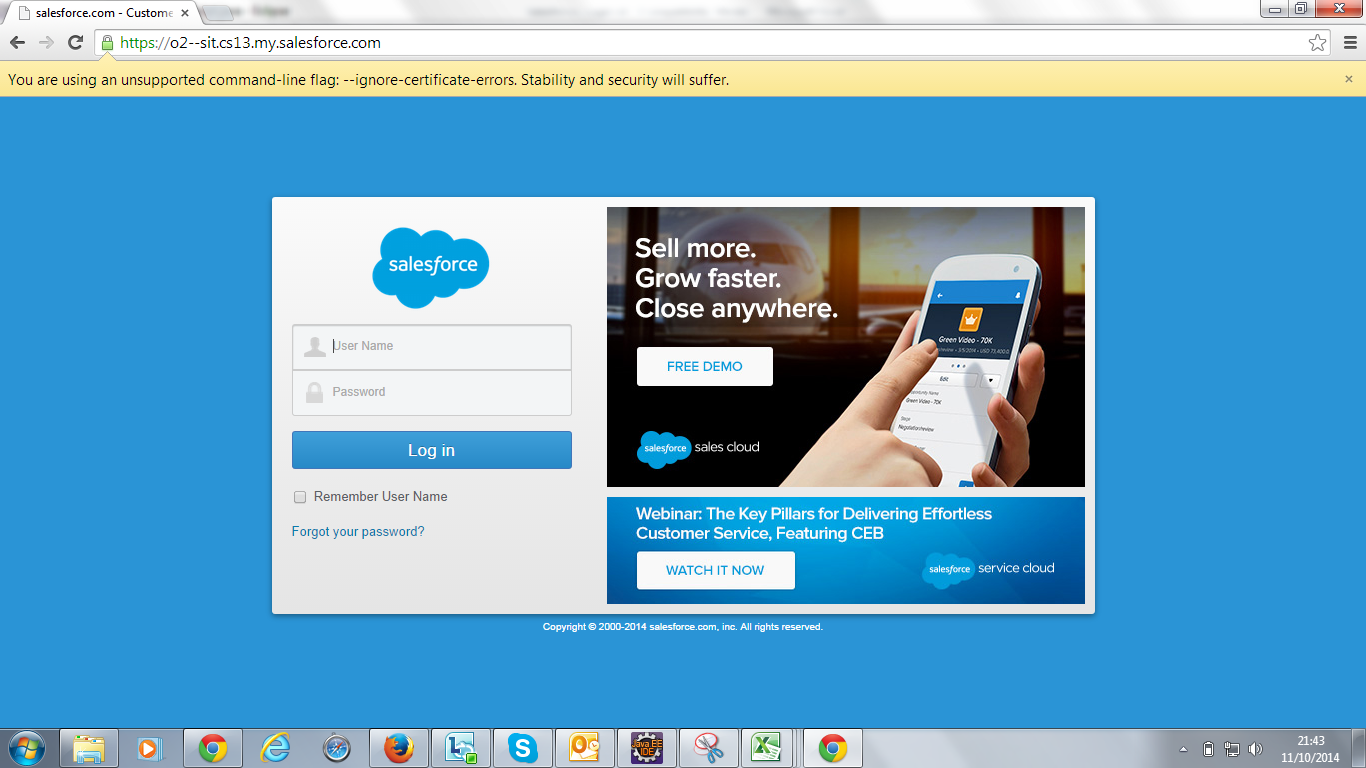 salesforce.com - Custome
https://o2--sit.cs13.my.salesforce.com
You are using an unsupported command-line flag: --ignore-certificate-errors. Stability and security will suffer.
salesforce
User Name
Password
Log in
Remember User Name
Forgot your password?
Sell more.
Grow faster.
Close anywhere.
FREE DEMO
salesforce sales cloud
Green Video - 70K
Edit
Green Video - 70K
Webinar: The Key Pillars for Delivering Effortless
Customer Service, Featuring CEB
WATCH IT NOW
salesforce service cloud
Copyright © 2000-2014 salesforce.com, inc. All rights reserved.
Java EE
IDE
21:43
11/10/2014